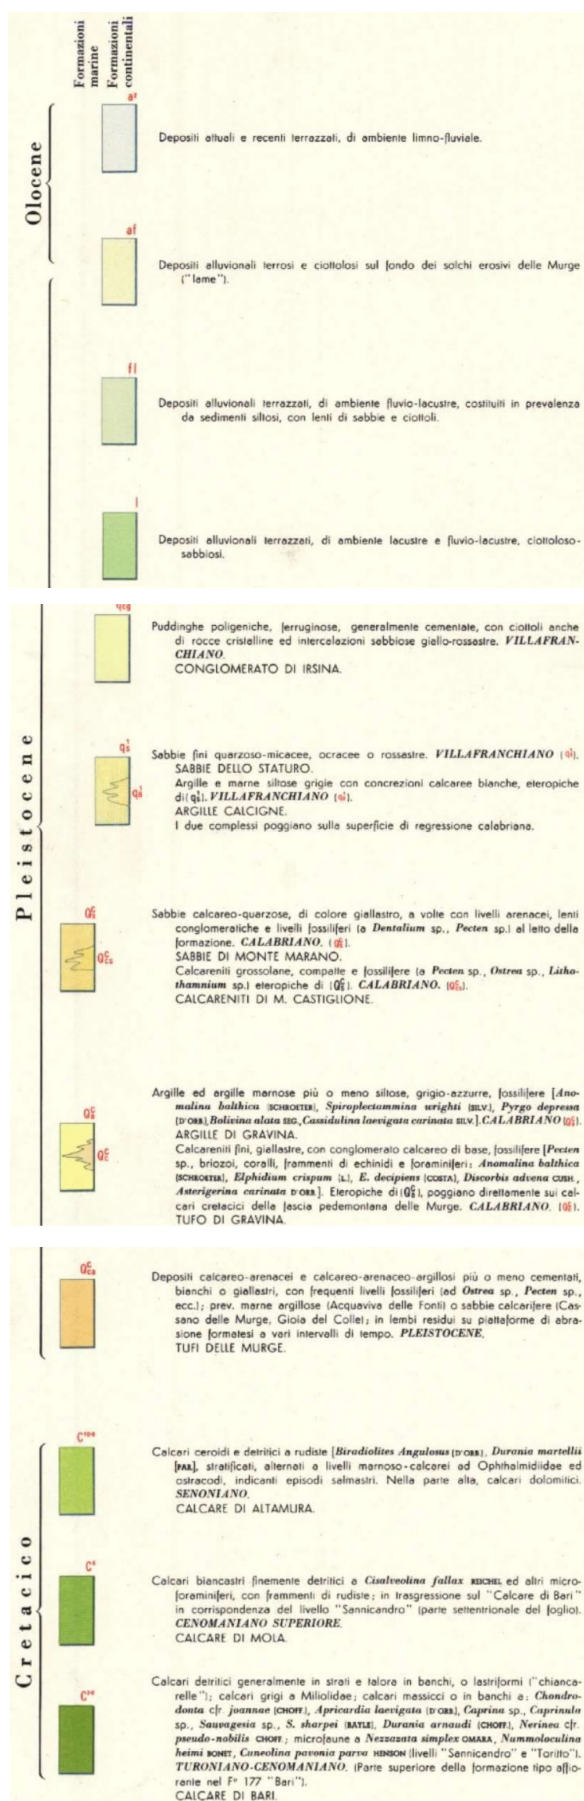 Formazioni marine
Formazioni continentali
Olocene
a²
Depositi attuali e recenti terrazzati, di ambiente limno-fluviale.
af
Depositi alluvionali terrosi e ciottolosi sul fondo dei solchi erosivi delle Murge
("lame").
fl
Depositi alluvionali terrazzati, di ambiente fluvio-lacustre, costituiti in prevalenza
da sedimenti siltosi, con lenti di sabbie e ciottoli.
l
Depositi alluvionali terrazzati, di ambiente lacustre e fluvio-lacustre, ciottoloso-
sabbiosi.
Pleistocene
qcg
Puddinghe poligeniche, ferruginose, generalmente cementate, con ciottoli anche
di rocce cristalline ed intercalazioni sabbiose giallo-rossastre. VILLAFRAN-
CHIANO.
CONGLOMERATO DI IRSINA.
Sabbie fini quarzoso-micacee, ocracee o rossastre. VILLAFRANCHIANO
SABBIE DELLO STATURO.
Argille e marne siltose grigie con concrezioni calcaree bianche, eteropiche
di VILLAFRANCHIANO
ARGILLE CALCIGNE.
I due complessi poggiano sulla superficie di regressione calabriana.
Sabbie calcareo-quarzose, di colore giallastro, a volte con livelli arenacei, lenti
conglomeratiche e livelli fossiliferi (a Dentalium sp., Pecten sp.) al letto della
formazione. CALABRIANO.
SABBIE DI MONTE MARANO.
Calcareniti grossolane, compatte e fossilifere (a Pecten sp., Ostrea sp., Litho-
thamnium sp.) eteropiche di CALABRIANO.
CALCARENITI DI M. CASTIGLIONE.
Argille ed argille marnose più o meno siltose, grigio-azzurre, fossilifere [Ano-
malina balthica (SCHROETER), Spiroplectammina wrighti (SILV.), Pyrgo depressa
(D'ORB.), Bolivina alata SEG., Cassidulina laevigata carinata SILV.]. CALABRIANO
ARGILLE DI GRAVINA.
Calcareniti fini, giallastre, con conglomerato calcareo di base, fossilifere [Pecten
sp., briozoi, coralli, frammenti di echinidi e foraminiferi: Anomalina balthica
(SCHROETER), Elphidium crispum (L.), E. decipiens (COSTA), Discorbis advena CUSH.,
Asterigerina carinata D'ORB.]. Eteropiche di poggiano direttamente sui cal-
cari cretacici della fascia pedemontana delle Murge. CALABRIANO.
TUFO DI GRAVINA.
Depositi calcareo-arenacei e calcareo-arenaceo-argillosi più o meno cementati,
bianchi o giallastri, con frequenti livelli fossiliferi (ad Ostrea sp., Pecten sp.,
ecc.); prev. marne argillose (Acquaviva delle Fonti) o sabbie calcarifere (Cas-
sano delle Murge, Gioia del Colle); in lembi residui su piattaforme di abra-
sione formatesi a vari intervalli di tempo. PLEISTOCENE.
TUFI DELLE MURGE.
Cretacico
Calcari ceroidi e detritici a rudiste [Biradiolites Angulosus (D'ORB.), Durania martellii
(PAR.)], stratificati, alternati a livelli marnoso-calcarei ad Ophthalmidiidae ed
ostracodi, indicanti episodi salmastri. Nella parte alta, calcari dolomitici.
SENONIANO.
CALCARE DI ALTAMURA.
Calcari biancastri finemente detritici a Cisalveolina fallax REICHEL ed altri micro-
foraminiferi, con frammenti di rudiste; in trasgressione sul "Calcare di Bari"
in corrispondenza del livello "Sannicandro" (parte settentrionale del foglio).
CENOMANIANO SUPERIORE.
CALCARE DI MOLA.
Calcari detritici generalmente in strati e talora in banchi, o lastriformi ("chianca-
relle"); calcari grigi a Miliolidae; calcari massicci o in banchi a: Chondro-
donta cfr. joannae (CHOFF.), Apricardia laevigata (D'ORB.), Caprina sp., Caprinula
sp., Sauvagesia sp., S. sharpei (BAYLE), Durania arnaudi (CHOFF.), Nerinea cfr.
pseudo-nobilis CHOFF.; microfaune a Nezzazata simplex OMARA, Nummoloculina
heimi BONET, Cuneolina pavonia parva HENSON (livelli "Sannicandro" e "Toritto").
TURONIANO-CENOMANIANO. (Parte superiore della formazione tipo affio-
rante nel F° 177 "Bari").
CALCARE DI BARI.